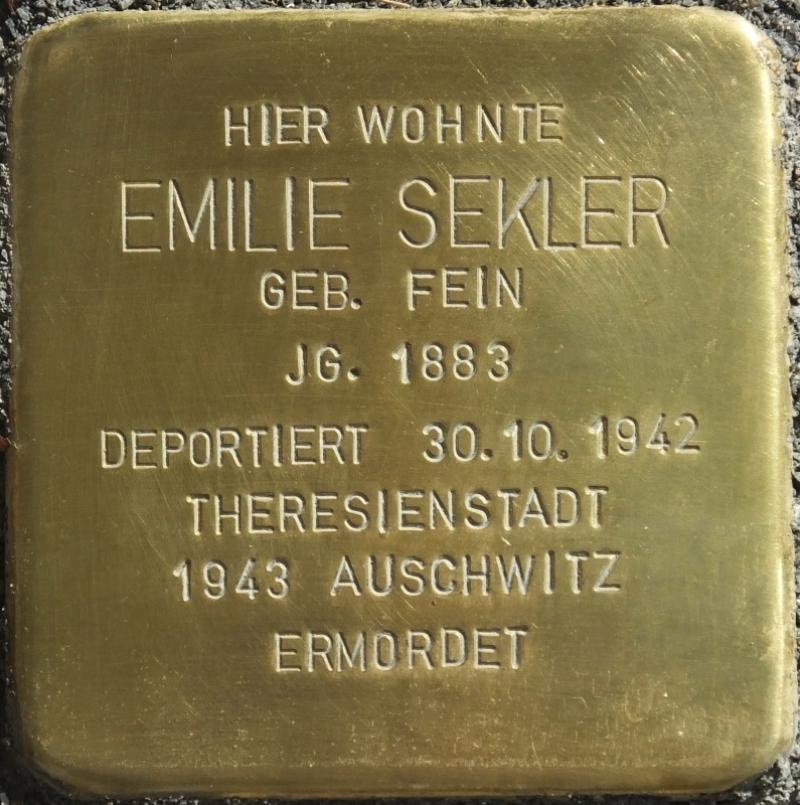 HIER WOHNTE
EMILIE SEKLER
GEB. FEIN
JG. 1883
DEPORTIERT 30.10.1942
THERESIENSTADT
1943 AUSCHWITZ
ERMORDET